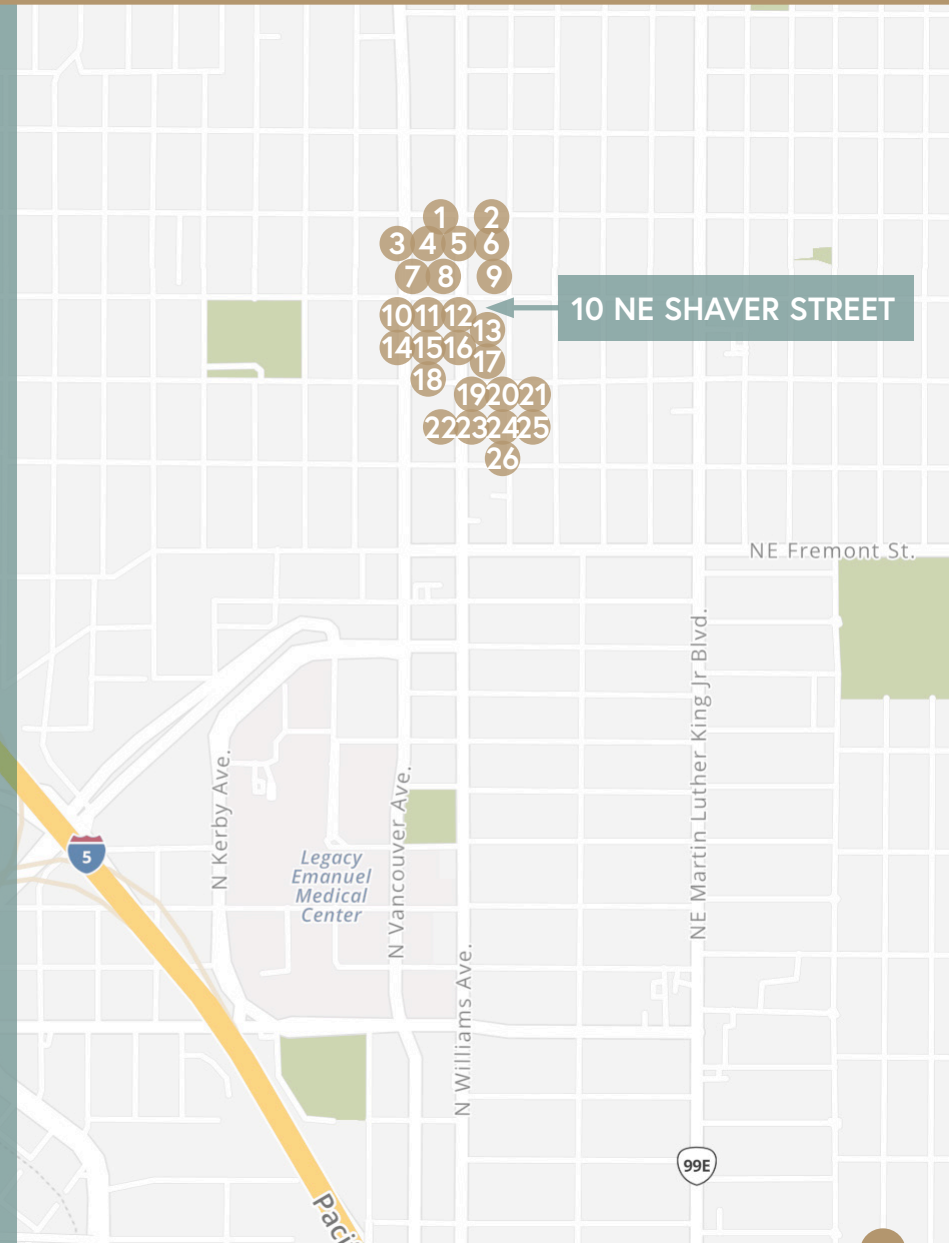 1 2
3 4 5 6
7 8 9
10 NE SHAVER STREET
10 11 12 13
14 15 16 17
18
19 20 21
22 23 24 25
26
NE Fremont St.
NE Martin Luther King Jr Blvd.
N Kerby Ave.
N Vancouver Ave.
5
Legacy
Emanuel
Medical
Center
N Williams Ave.
99E
Paci